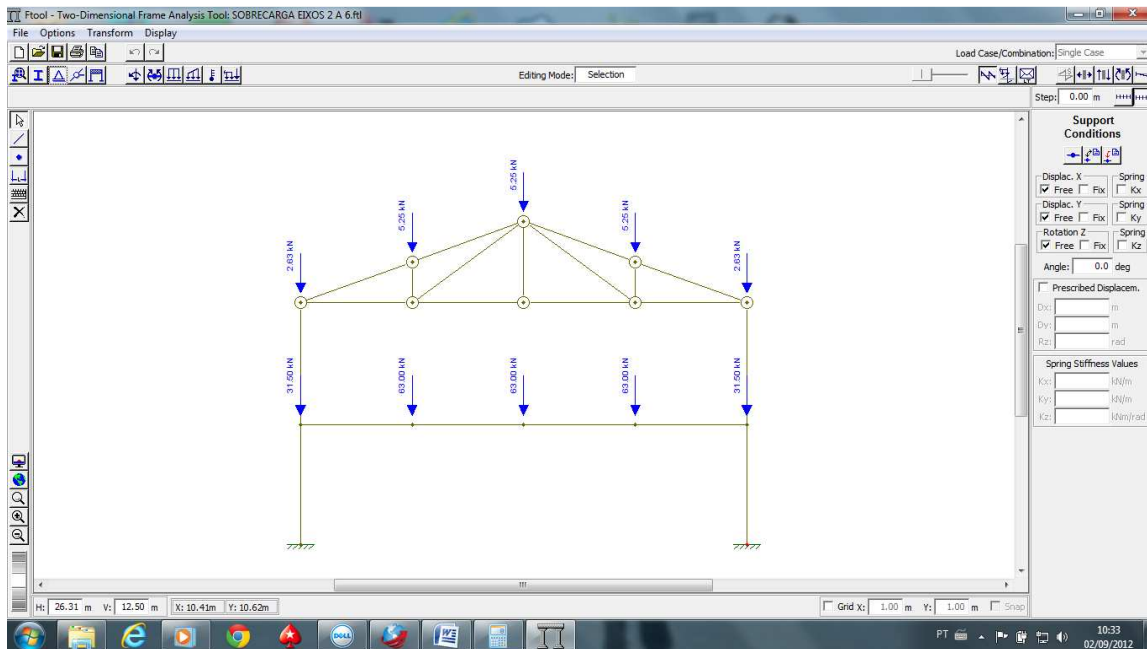 Ftool - Two-Dimensional Frame Analysis Tool: SOBRECARGA EIXOS 2 A 6.ftl
File Options Transform Display
Load Case/Combination: Single Case
Editing Mode: Selection
Step: 0.00 m
Support
Conditions
Displac. X Spring
Free Fix Kx
Displac. Y Spring
Free Fix Ky
Rotation Z Spring
Free Fix Kz
Angle: 0.0 deg
Prescribed Displacem.
Dx: m
Dy: m
Rz: rad
Spring Stiffness Values
Kx: kN/m
Ky: kN/m
Kz: kNm/rad
5.25 kN
5.25 kN
5.25 kN
2.63 kN
2.63 kN
31.50 kN
63.00 kN
63.00 kN
63.00 kN
31.50 kN
H: 26.31 m V: 12.50 m X: 10.41m Y: 10.62m
Grid X: 1.00 m Y: 1.00 m Snap
DELL
PT
10:33
02/09/2012